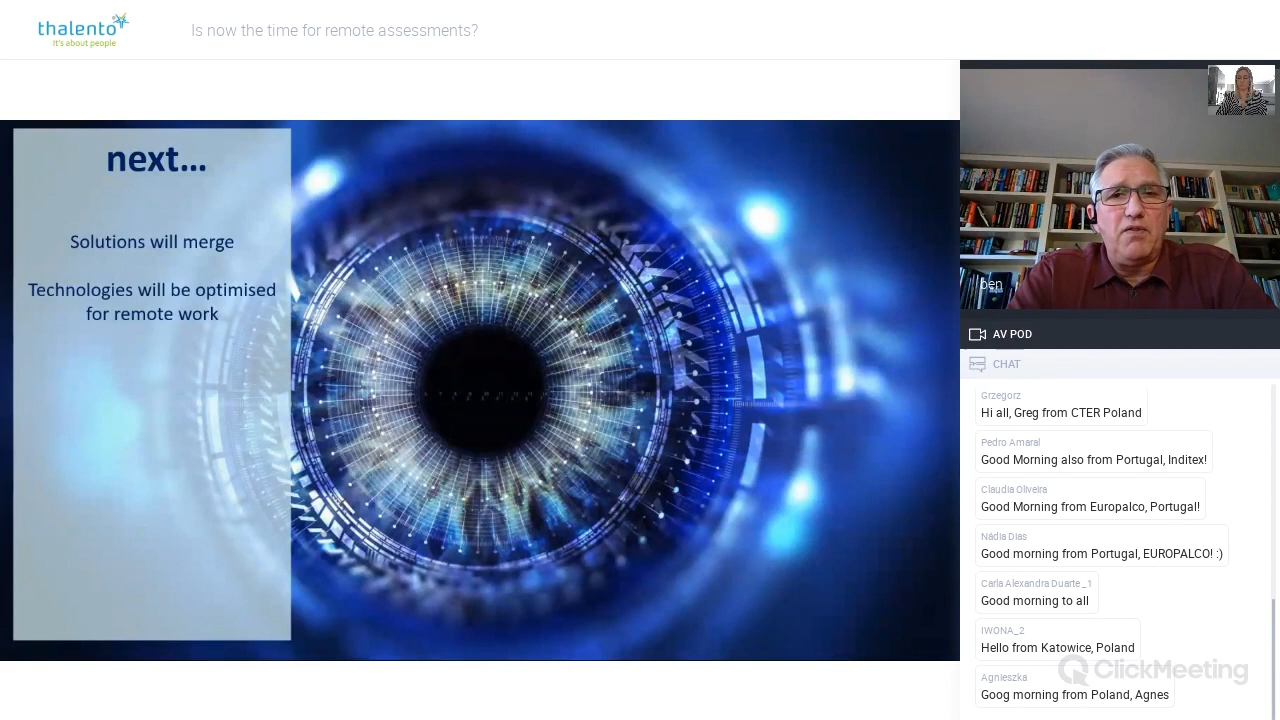 thalento
It's about people
Is now the time for remote assessments?
next...
Solutions will merge
Technologies will be optimised
for remote work
ben
AV POD
CHAT
Grzegorz
Hi all, Greg from CTER Poland
Pedro Amaral
Good Morning also from Portugal, Inditex!
Claudia Oliveira
Good Morning from Europalco, Portugal!
Nádia Dias
Good morning from Portugal, EUROPALCO! :)
Carla Alexandra Duarte _1
Good morning to all
IWONA_2
Hello from Katowice, Poland
ClickMeeting
Agnieszka
Goog morning from Poland, Agnes